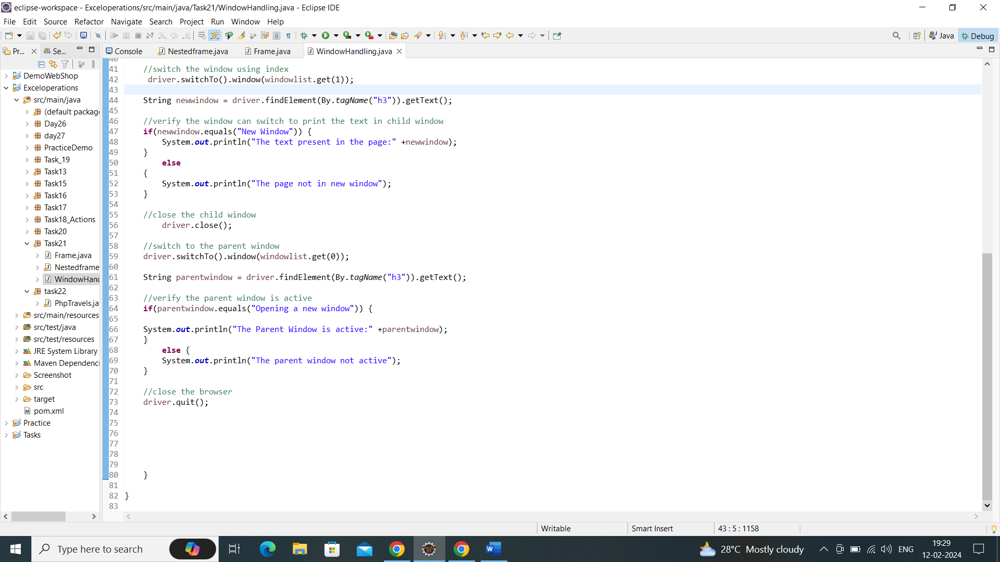 eclipse-workspace - Exceloperations/src/main/java/Task21/WindowHandling.java - Eclipse IDE
File Edit Source Refactor Navigate Search Project Run Window Help
Java Debug
Pr... Se...
Console Nestedframe.java Frame.java WindowHandling.java
DemoWebShop
Exceloperations
src/main/java
(default packag
Day26
day27
PracticeDemo
Task_19
Task13
Task15
Task16
Task17
Task18_Actions
Task20
Task21
Frame.java
Nestedframe
WindowHand
task22
PhpTravels.ja
src/main/resources
src/test/java
src/test/resources
JRE System Library
Maven Dependenci
Screenshot
src
target
pom.xml
Practice
Tasks
40
41 //switch the window using index
42 driver.switchTo().window(windowlist.get(1));
43
44 String newwindow = driver.findElement(By.tagName("h3")).getText();
45
46 //verify the window can switch to print the text in child window
47 if(newwindow.equals("New Window")) {
48 System.out.println("The text present in the page:" +newwindow);
49 }
50 else
51 {
52 System.out.println("The page not in new window");
53 }
54
55 //close the child window
56 driver.close();
57
58 //switch to the parent window
59 driver.switchTo().window(windowlist.get(0));
60
61 String parentwindow = driver.findElement(By.tagName("h3")).getText();
62
63 //verify the parent window is active
64 if(parentwindow.equals("Opening a new window")) {
65
66 System.out.println("The Parent Window is active:" +parentwindow);
67 }
68 else {
69 System.out.println("The parent window not active");
70 }
71
72 //close the browser
73 driver.quit();
74
75
76
77
78
79
80 }
81
82 }
83
Writable Smart Insert 43 : 5 : 1158
Type here to search
28°C Mostly cloudy
ENG
19:29
12-02-2024